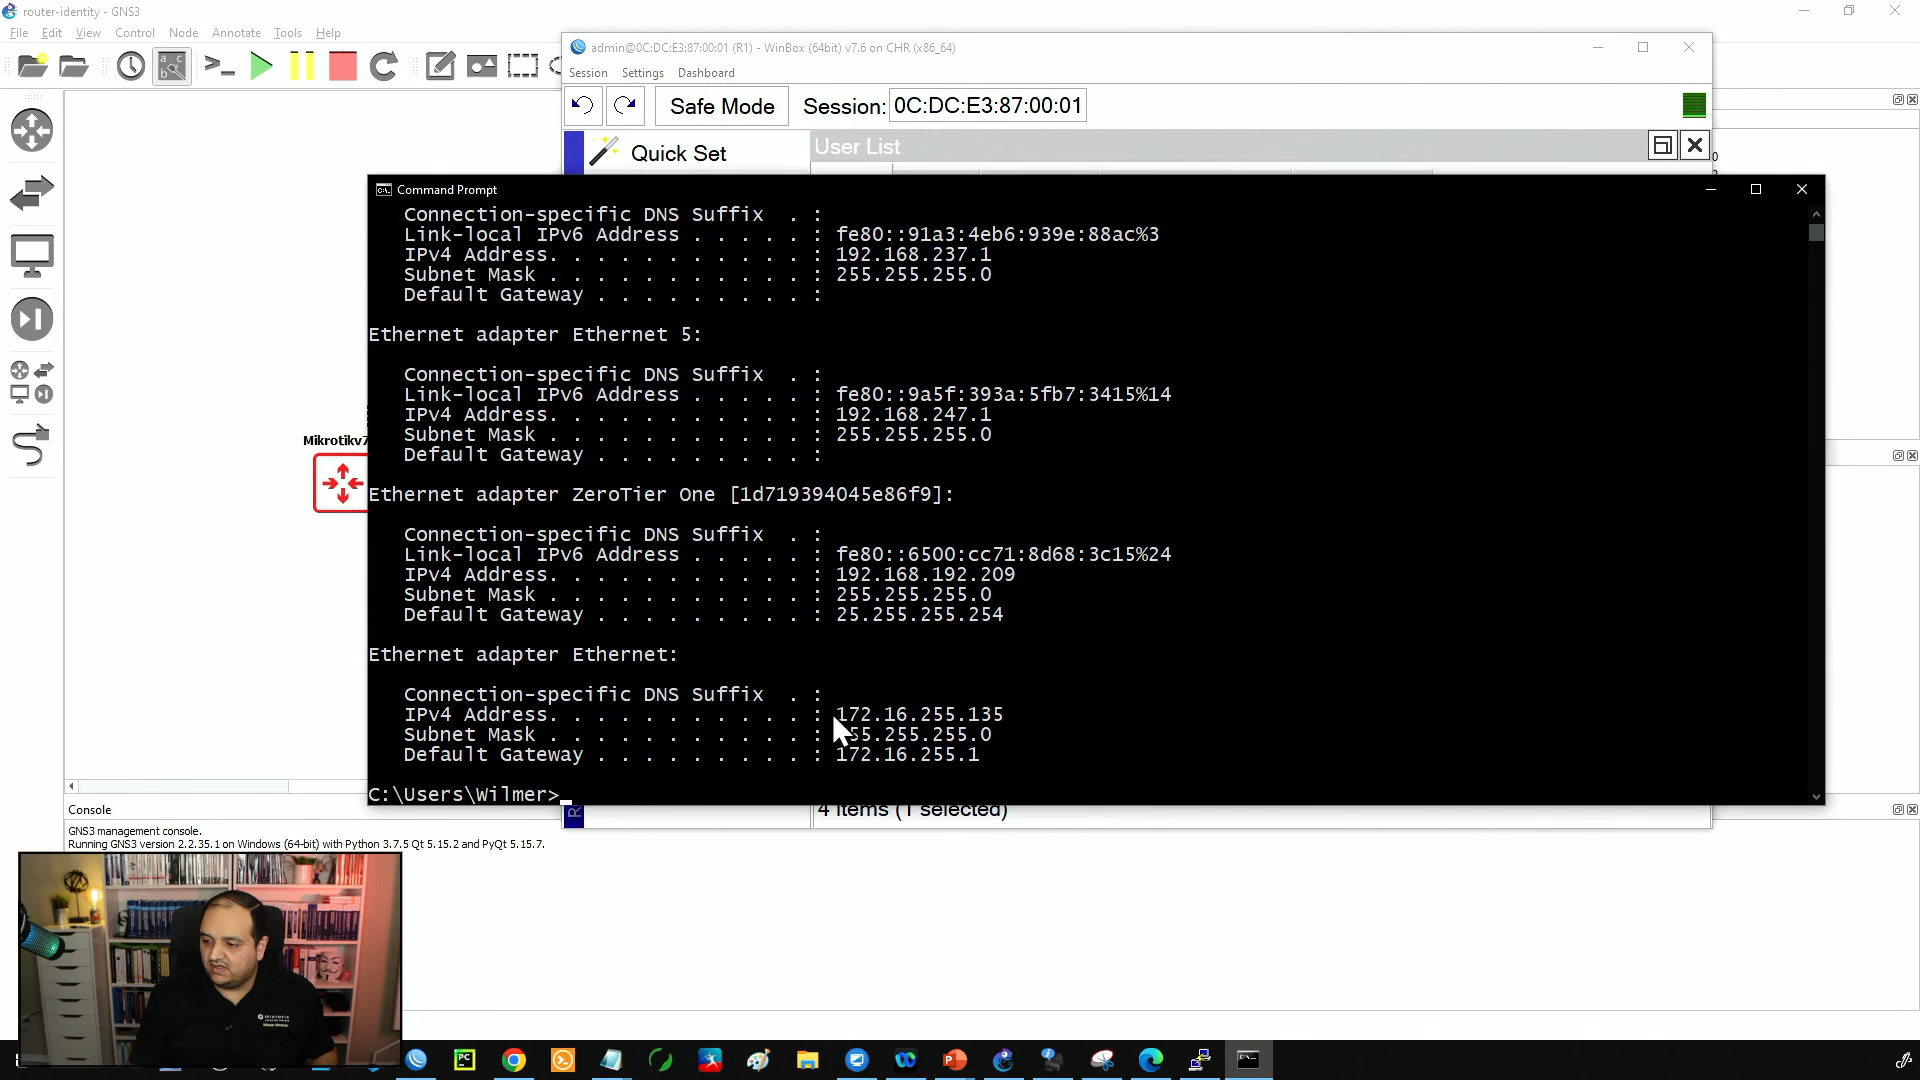 router-identity - GNS3
File Edit View Control Node Annotate Tools Help
admin@0C:DC:E3:87:00:01 (R1) - WinBox (64bit) v7.6 on CHR (x86_64)
Session Settings Dashboard
Safe Mode Session: 0C:DC:E3:87:00:01
Quick Set
User List
Command Prompt
Connection-specific DNS Suffix . :
Link-local IPv6 Address . . . . . : fe80::91a3:4eb6:939e:88ac%3
IPv4 Address. . . . . . . . . . . : 192.168.237.1
Subnet Mask . . . . . . . . . . . : 255.255.255.0
Default Gateway . . . . . . . . . :
Ethernet adapter Ethernet 5:
Connection-specific DNS Suffix . :
Link-local IPv6 Address . . . . . : fe80::9a5f:393a:5fb7:3415%14
IPv4 Address. . . . . . . . . . . : 192.168.247.1
Subnet Mask . . . . . . . . . . . : 255.255.255.0
Default Gateway . . . . . . . . . :
Mikrotikv7
Ethernet adapter ZeroTier One [1d719394045e86f9]:
Connection-specific DNS Suffix . :
Link-local IPv6 Address . . . . . : fe80::6500:cc71:8d68:3c15%24
IPv4 Address. . . . . . . . . . . : 192.168.192.209
Subnet Mask . . . . . . . . . . . : 255.255.255.0
Default Gateway . . . . . . . . . : 25.255.255.254
Ethernet adapter Ethernet:
Connection-specific DNS Suffix . :
IPv4 Address. . . . . . . . . . . : 172.16.255.135
Subnet Mask . . . . . . . . . . . : 55.255.255.0
Default Gateway . . . . . . . . . : 172.16.255.1
C:\Users\Wilmer>
4 items (1 selected)
Console
GNS3 management console.
Running GNS3 version 2.2.35.1 on Windows (64-bit) with Python 3.7.5 Qt 5.15.2 and PyQt 5.15.7.